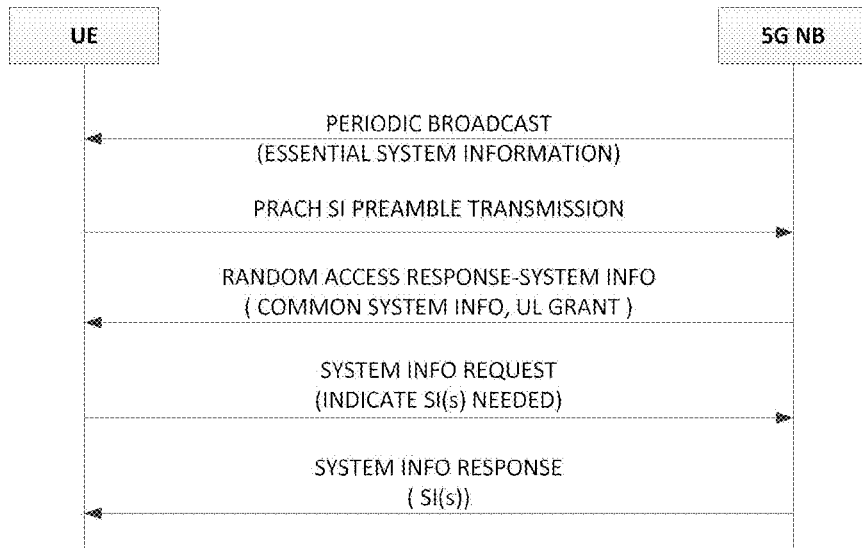 UE
5G NB
PERIODIC BROADCAST
(ESSENTIAL SYSTEM INFORMATION)
PRACH SI PREAMBLE TRANSMISSION
RANDOM ACCESS RESPONSE-SYSTEM INFO
( COMMON SYSTEM INFO, UL GRANT )
SYSTEM INFO REQUEST
(INDICATE SI(s) NEEDED)
SYSTEM INFO RESPONSE
( SI(s))